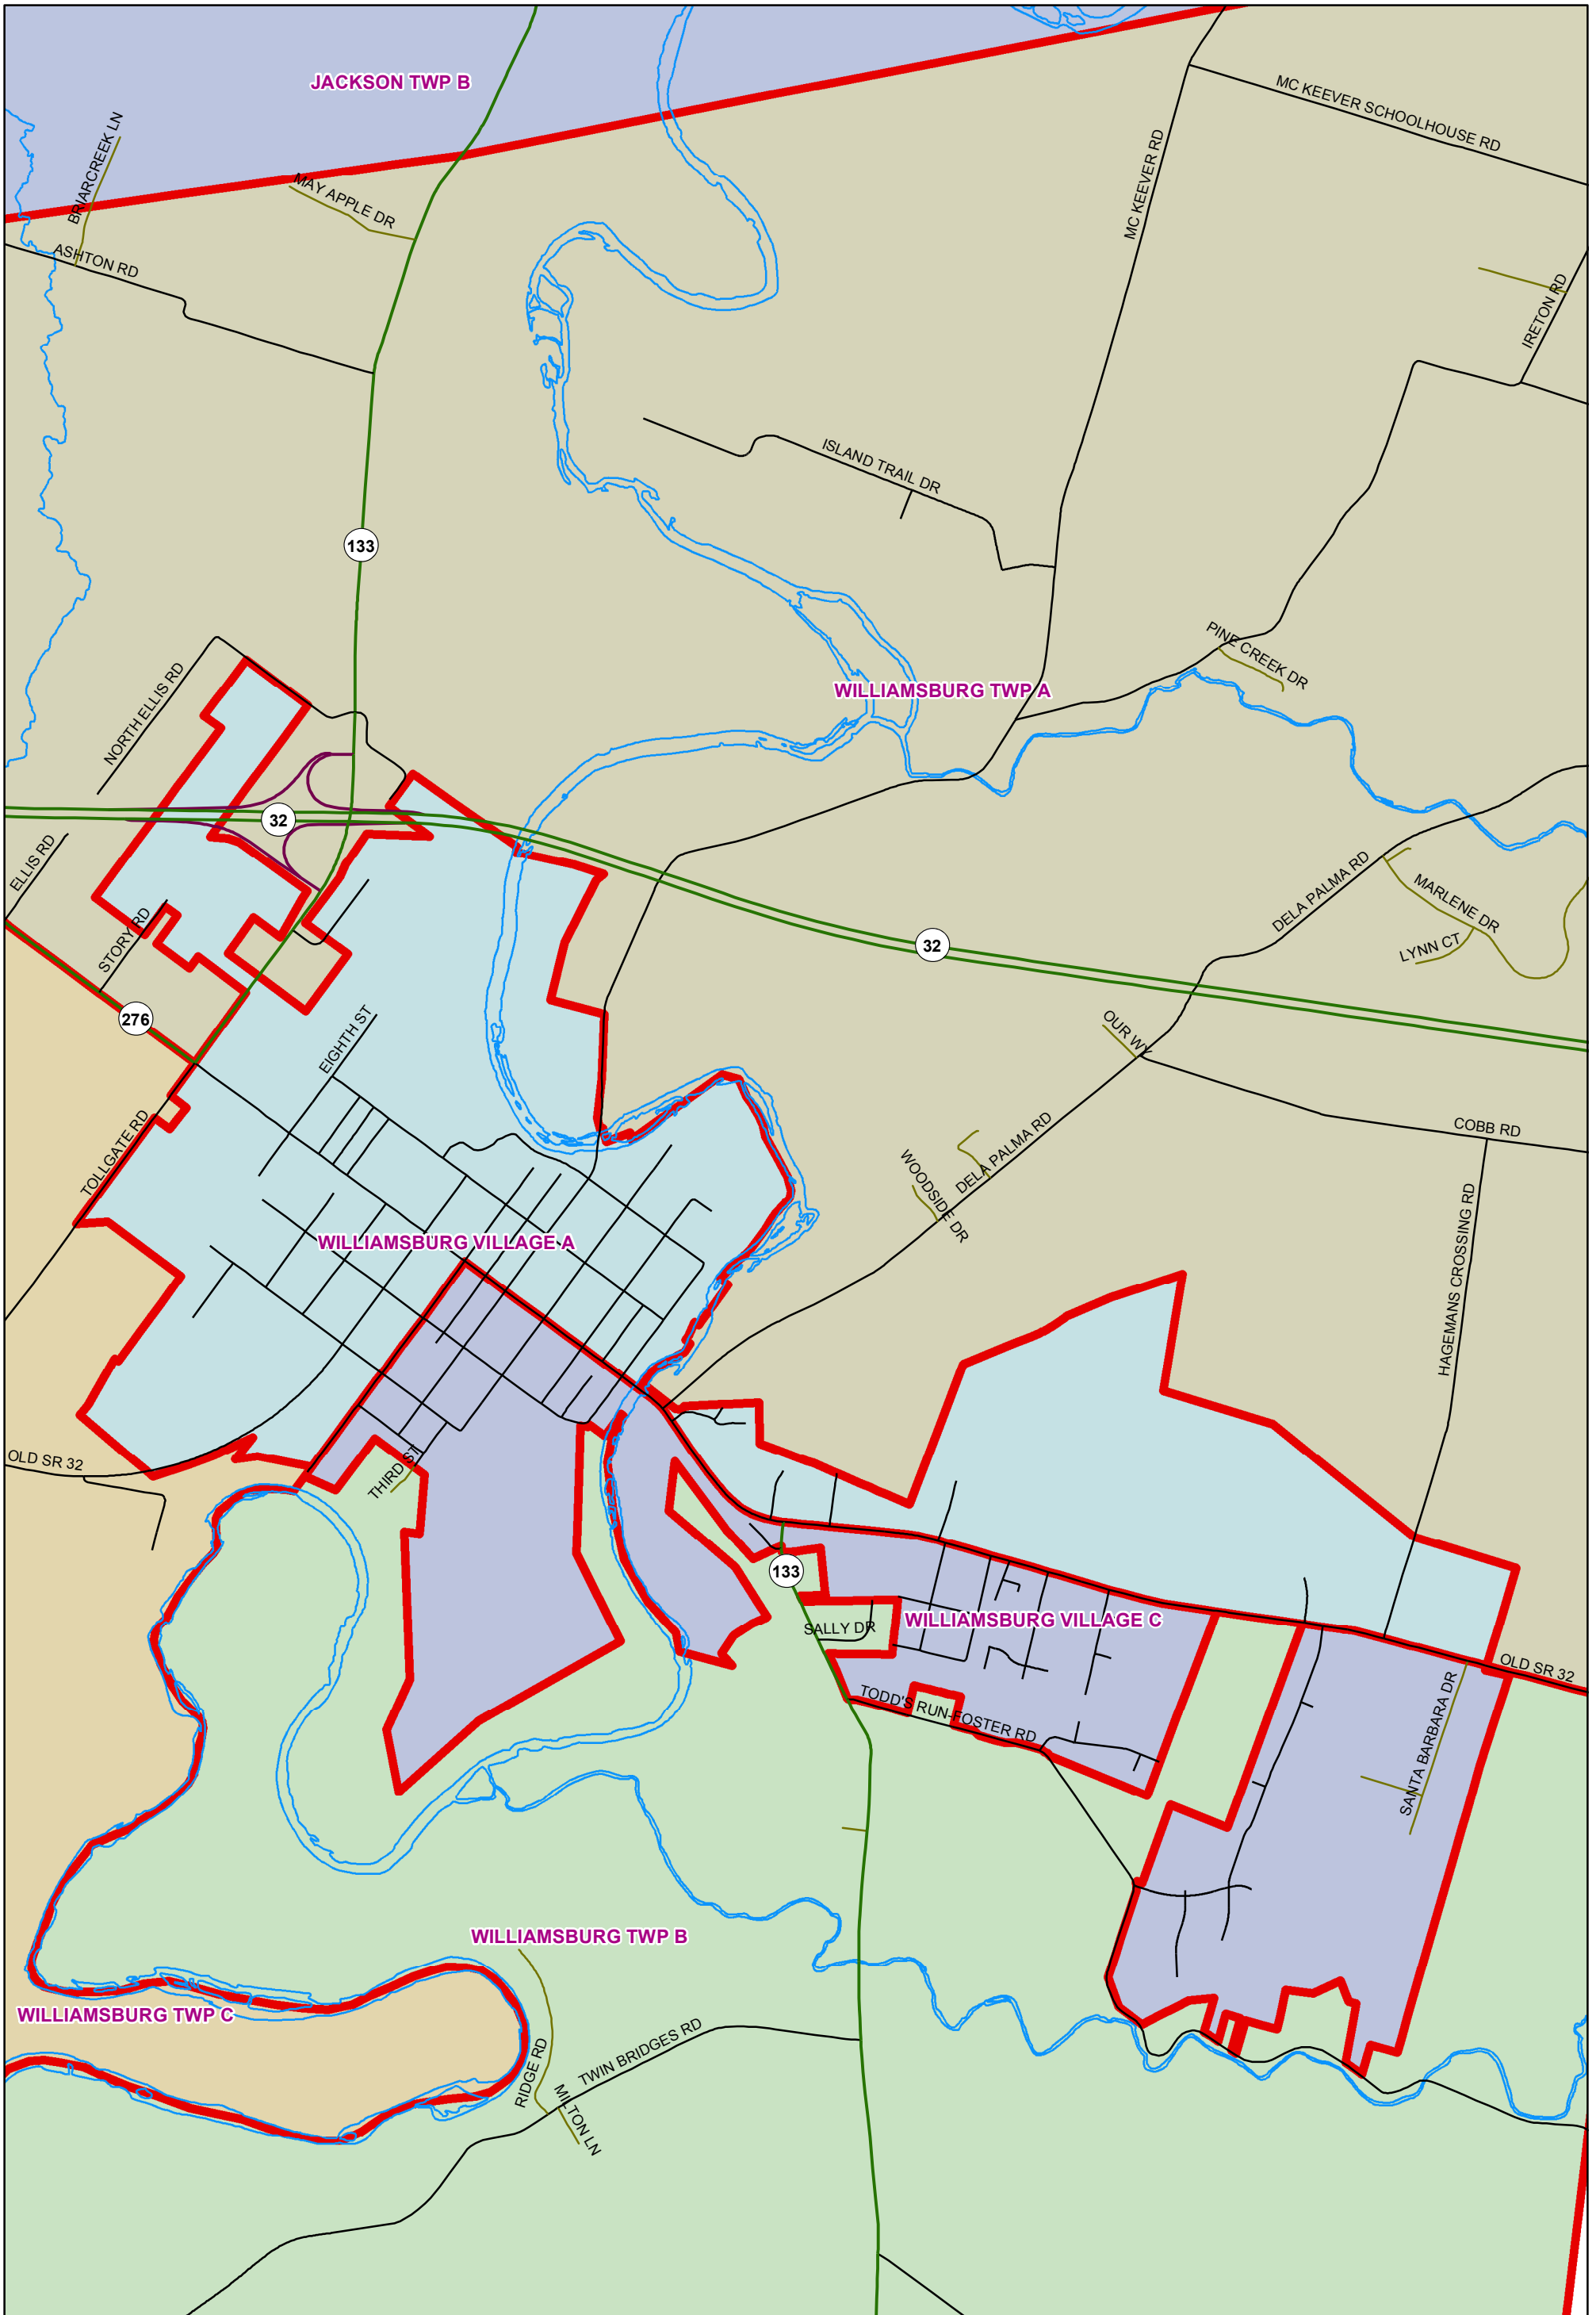 JACKSON TWP B
MC KEEVER SCHOOLHOUSE RD
BRIARCREEK LN
MAY APPLE DR
MC KEEVER RD
ASHTON RD
IRETON RD
ISLAND TRAIL DR
133
PINE CREEK DR
WILLIAMSBURG TWP A
NORTH ELLIS RD
32
ELLIS RD
DELA PALMA RD
MARLENE DR
STORY RD
32
LYNN CT
276
EIGHTH ST
OUR WY
COBB RD
TOLLGATE RD
DELA PALMA RD
WOODSIDE DR
WILLIAMSBURG VILLAGE A
HAGEMANS CROSSING RD
OLD SR 32
THIRD ST
133
SALLY DR
WILLIAMSBURG VILLAGE C
OLD SR 32
TODD'S RUN-FOSTER RD
SANTA BARBARA DR
WILLIAMSBURG TWP B
WILLIAMSBURG TWP C
RIDGE RD
TWIN BRIDGES RD
MILTON LN